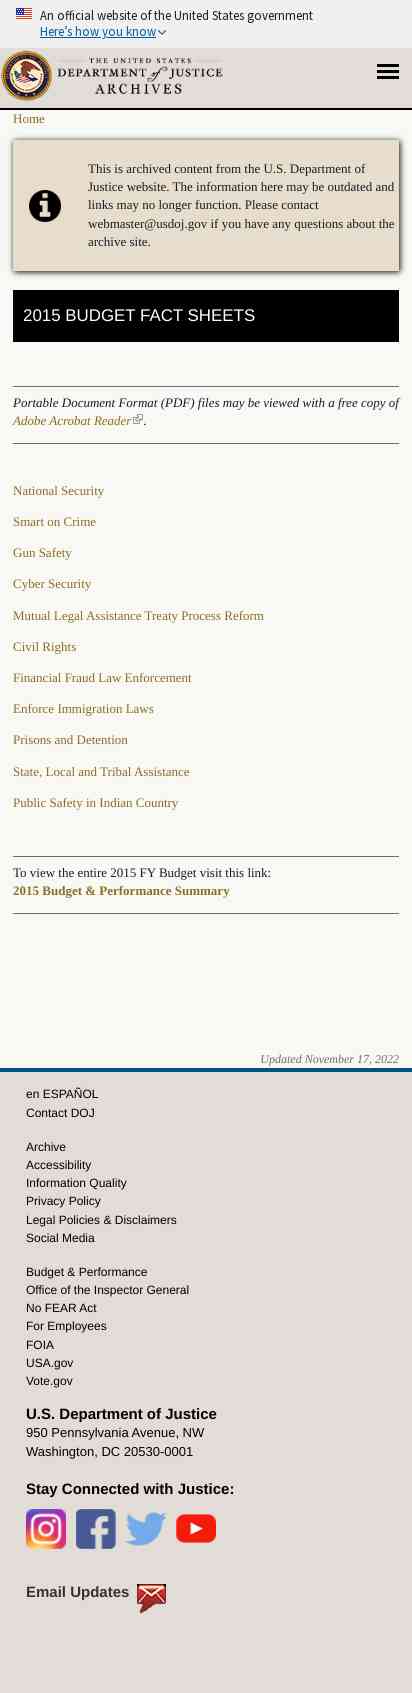 An official website of the United States government
Here's how you know
THE UNITED STATES
DEPARTMENT of JUSTICE
ARCHIVES
Home
This is archived content from the U.S. Department of
Justice website. The information here may be outdated and
links may no longer function. Please contact
webmaster@usdoj.gov if you have any questions about the
archive site.
2015 BUDGET FACT SHEETS
Portable Document Format (PDF) files may be viewed with a free copy of
Adobe Acrobat Reader.
National Security
Smart on Crime
Gun Safety
Cyber Security
Mutual Legal Assistance Treaty Process Reform
Civil Rights
Financial Fraud Law Enforcement
Enforce Immigration Laws
Prisons and Detention
State, Local and Tribal Assistance
Public Safety in Indian Country
To view the entire 2015 FY Budget visit this link:
2015 Budget & Performance Summary
Updated November 17, 2022
en ESPAÑOL
Contact DOJ
Archive
Accessibility
Information Quality
Privacy Policy
Legal Policies & Disclaimers
Social Media
Budget & Performance
Office of the Inspector General
No FEAR Act
For Employees
FOIA
USA.gov
Vote.gov
U.S. Department of Justice
950 Pennsylvania Avenue, NW
Washington, DC 20530-0001
Stay Connected with Justice:
Email Updates